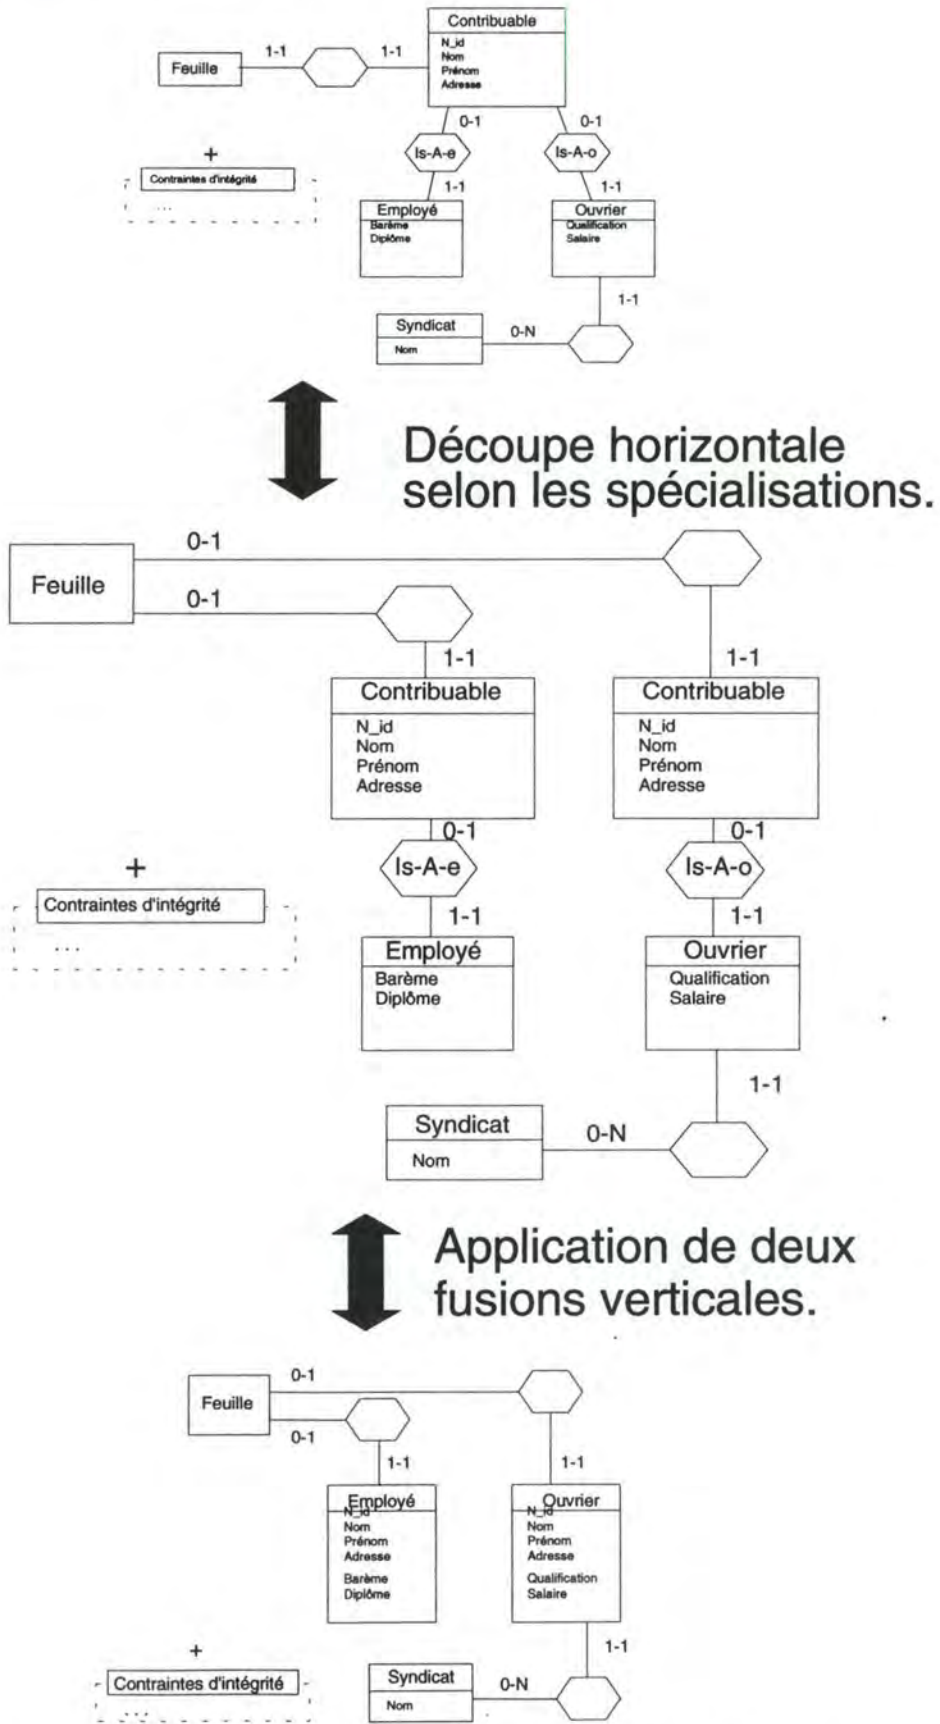 Contribuable
N_id
Nom
Prénom
Adresse
1-1
1-1
Feuille
0-1
0-1
Is-A-e
Is-A-o
+
Contraintes d'intégrité
...
1-1
1-1
Employé
Barème
Diplôme
Ouvrier
Qualification
Salaire
1-1
Syndicat
Nom
0-N
Découpe horizontale
selon les spécialisations.
0-1
Feuille
0-1
1-1
1-1
Contribuable
N_id
Nom
Prénom
Adresse
Contribuable
N_id
Nom
Prénom
Adresse
0-1
0-1
Is-A-e
Is-A-o
+
Contraintes d'intégrité
...
1-1
1-1
Employé
Barème
Diplôme
Ouvrier
Qualification
Salaire
1-1
Syndicat
Nom
0-N
Application de deux
fusions verticales.
0-1
Feuille
0-1
1-1
1-1
Employé
N_id
Nom
Prénom
Adresse
Barème
Diplôme
Ouvrier
N_id
Nom
Prénom
Adresse
Qualification
Salaire
1-1
+
Contraintes d'intégrité
...
Syndicat
Nom
0-N